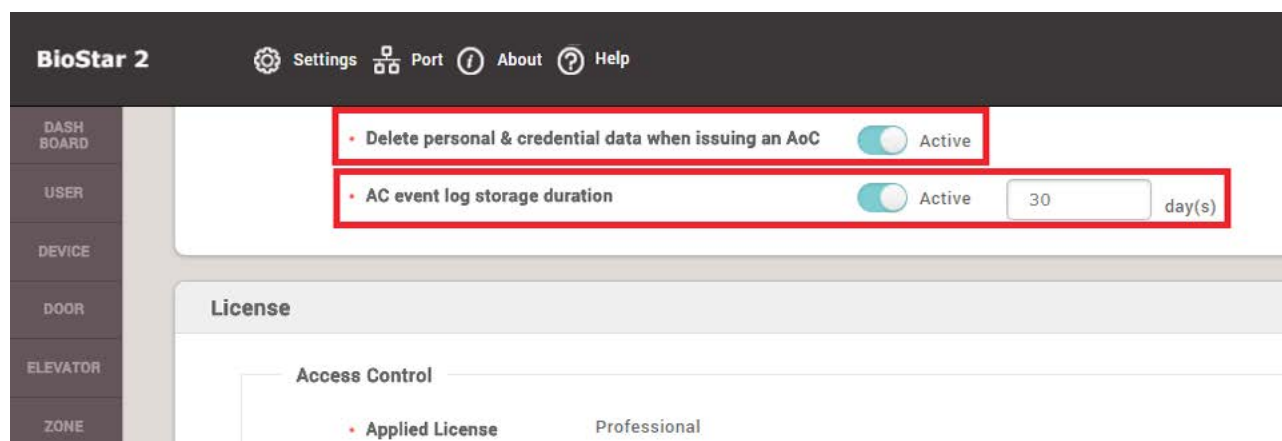 BioStar 2
Settings Port About Help
DASH
BOARD
USER
DEVICE
DOOR
ELEVATOR
ZONE
• Delete personal & credential data when issuing an AoC Active
• AC event log storage duration Active 30 day(s)
License
Access Control
• Applied License Professional